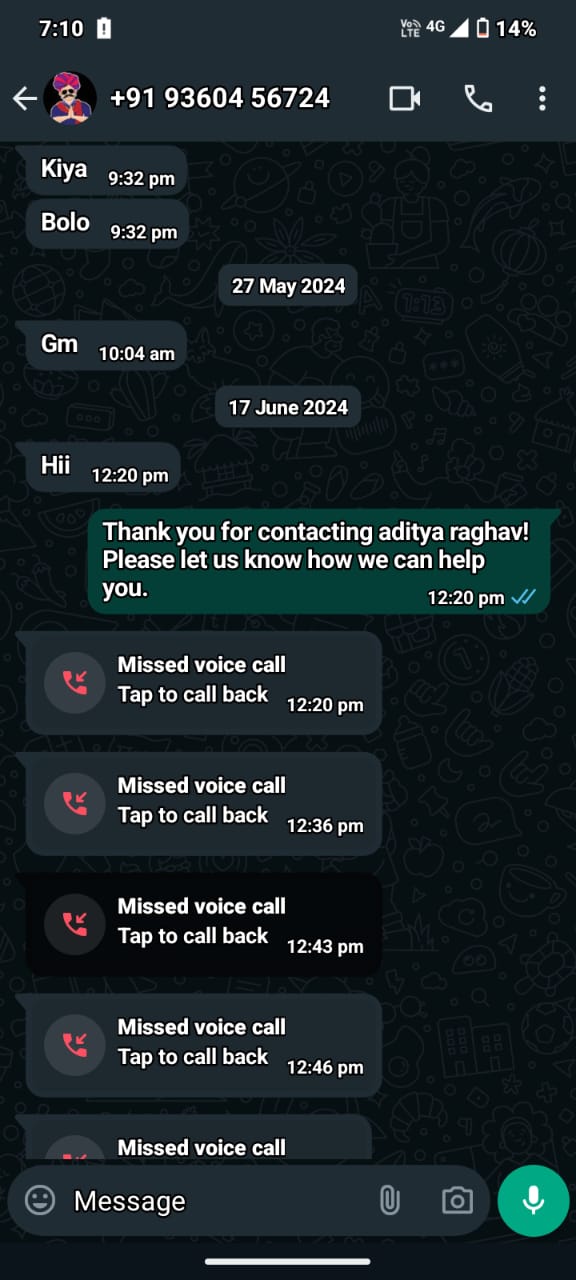 7:10
Vo)) LTE 4G 14%
+91 93604 56724
Kiya 9:32 pm
Bolo 9:32 pm
27 May 2024
Gm 10:04 am
17 June 2024
Hii 12:20 pm
Thank you for contacting aditya raghav!
Please let us know how we can help
you. 12:20 pm
Missed voice call
Tap to call back 12:20 pm
Missed voice call
Tap to call back 12:36 pm
Missed voice call
Tap to call back 12:43 pm
Missed voice call
Tap to call back 12:46 pm
Missed voice call
Message